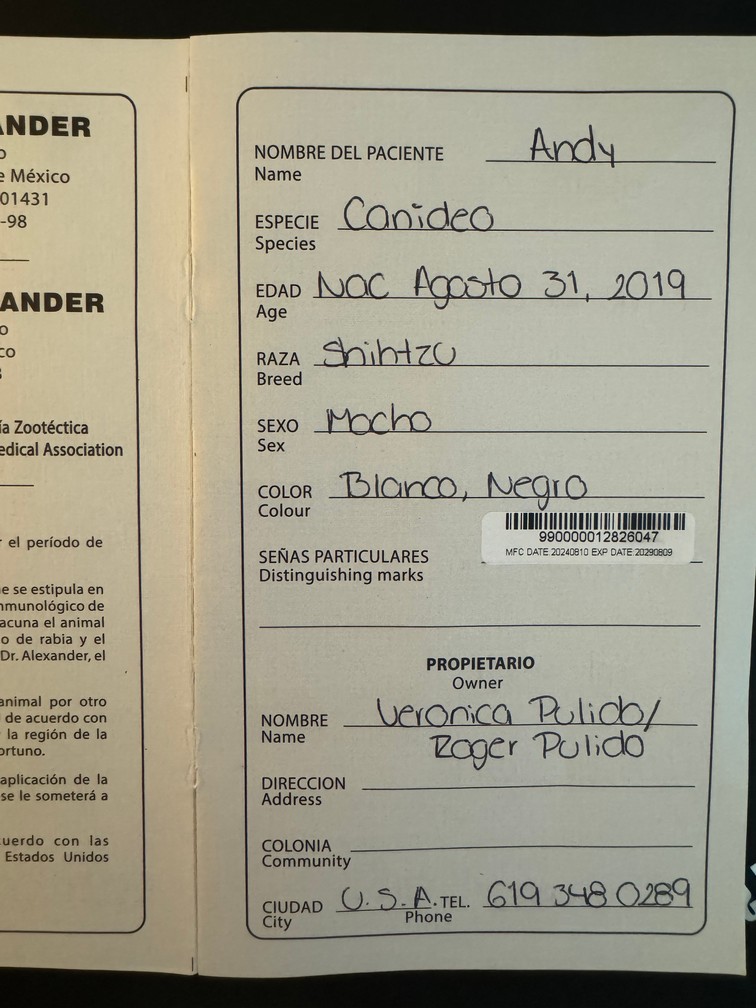 ANDER
o
e México
01431
-98
ANDER
o
co
ía Zootéctica
edical Association
r el período de
e se estipula en
nmunológico de
acuna el animal
o de rabia y el
Dr. Alexander, el
animal por otro
de acuerdo con
la región de la
ortuno.
aplicación de la
se le someterá a
uerdo con las
Estados Unidos
NOMBRE DEL PACIENTE Andy
Name
ESPECIE Canideo
Species
EDAD Nac Agosto 31, 2019
Age
RAZA Shihtzu
Breed
SEXO Macho
Sex
COLOR Blanco, Negro
Colour
990000012826047
MFC DATE:20240810 EXP DATE:20290809
SEÑAS PARTICULARES
Distinguishing marks
PROPIETARIO
Owner
NOMBRE Veronica Pulido/
Name Roger Pulido
DIRECCION
Address
COLONIA
Community
CIUDAD U.S.A. TEL. 619 348 0289
City Phone